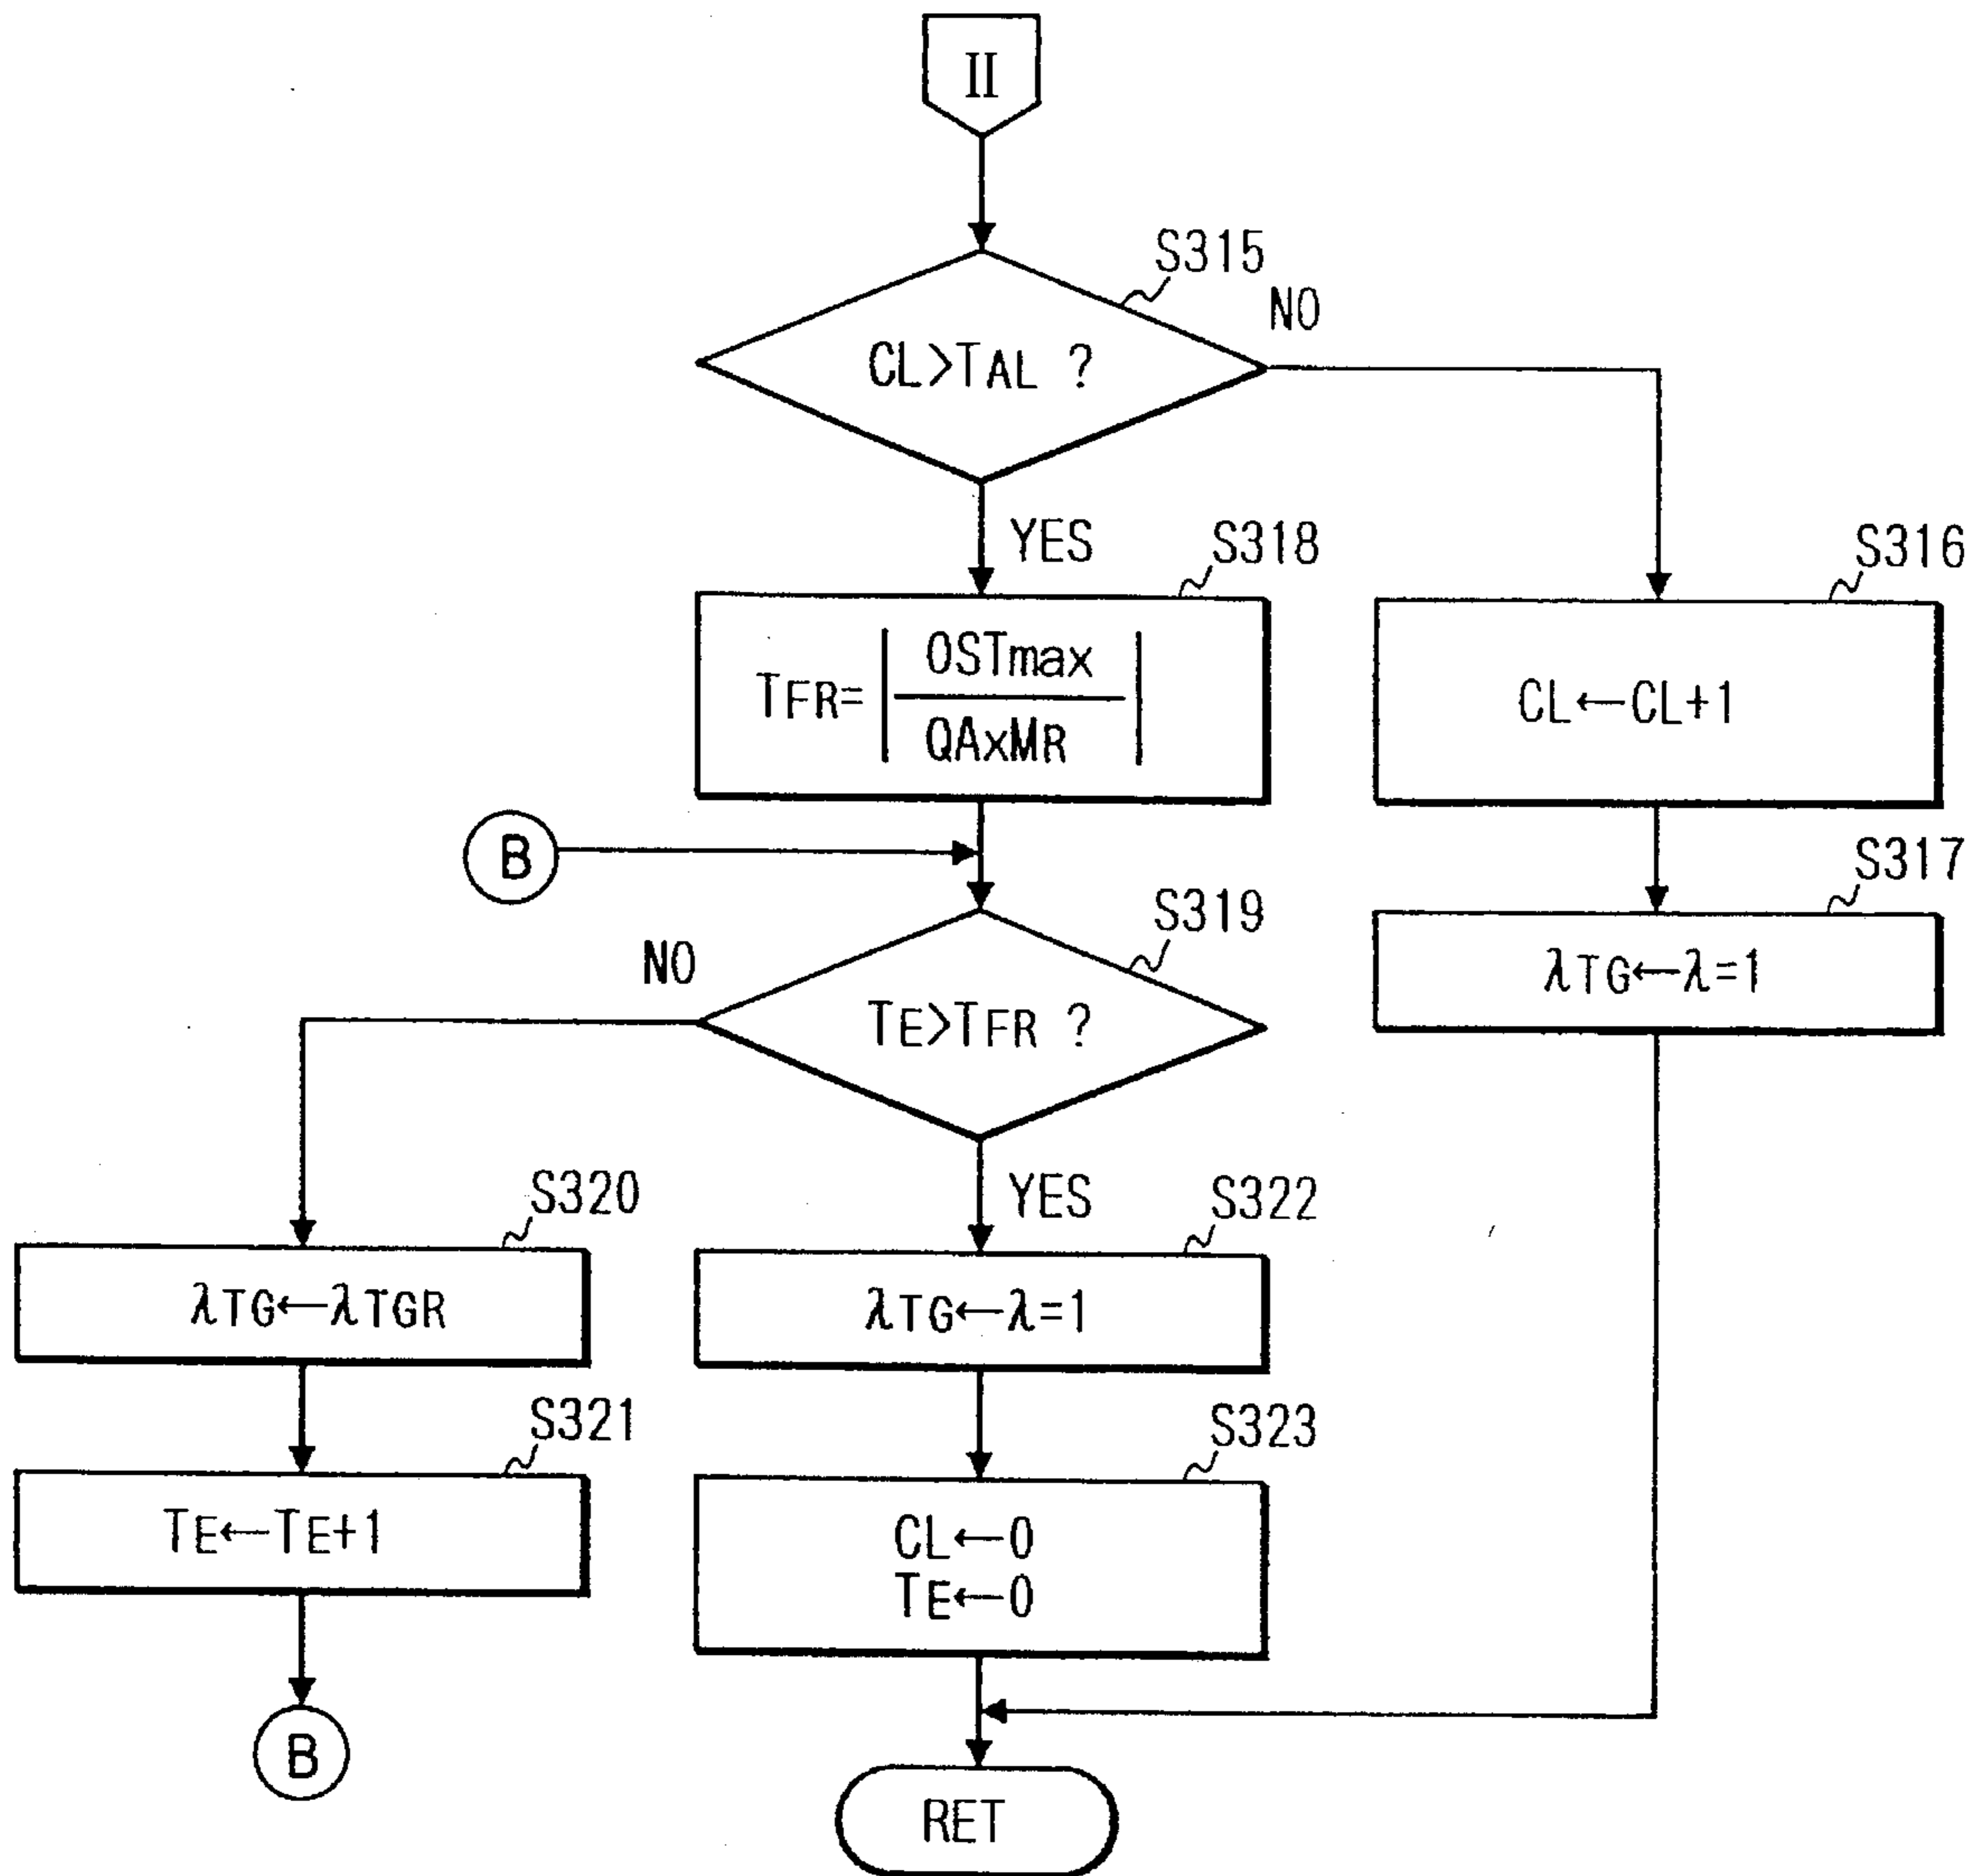 II
S315
NO
CL>TAL ?
YES
S318
S316
TFR=| OSTmax
QAxMR |
CL←CL+1
B
S317
S319
NO
λTG←λ=1
TE>TFR ?
S320
YES
S322
λTG←λTGR
λTG←λ=1
S321
S323
TE←TE+1
CL←0
TE←0
B
RET